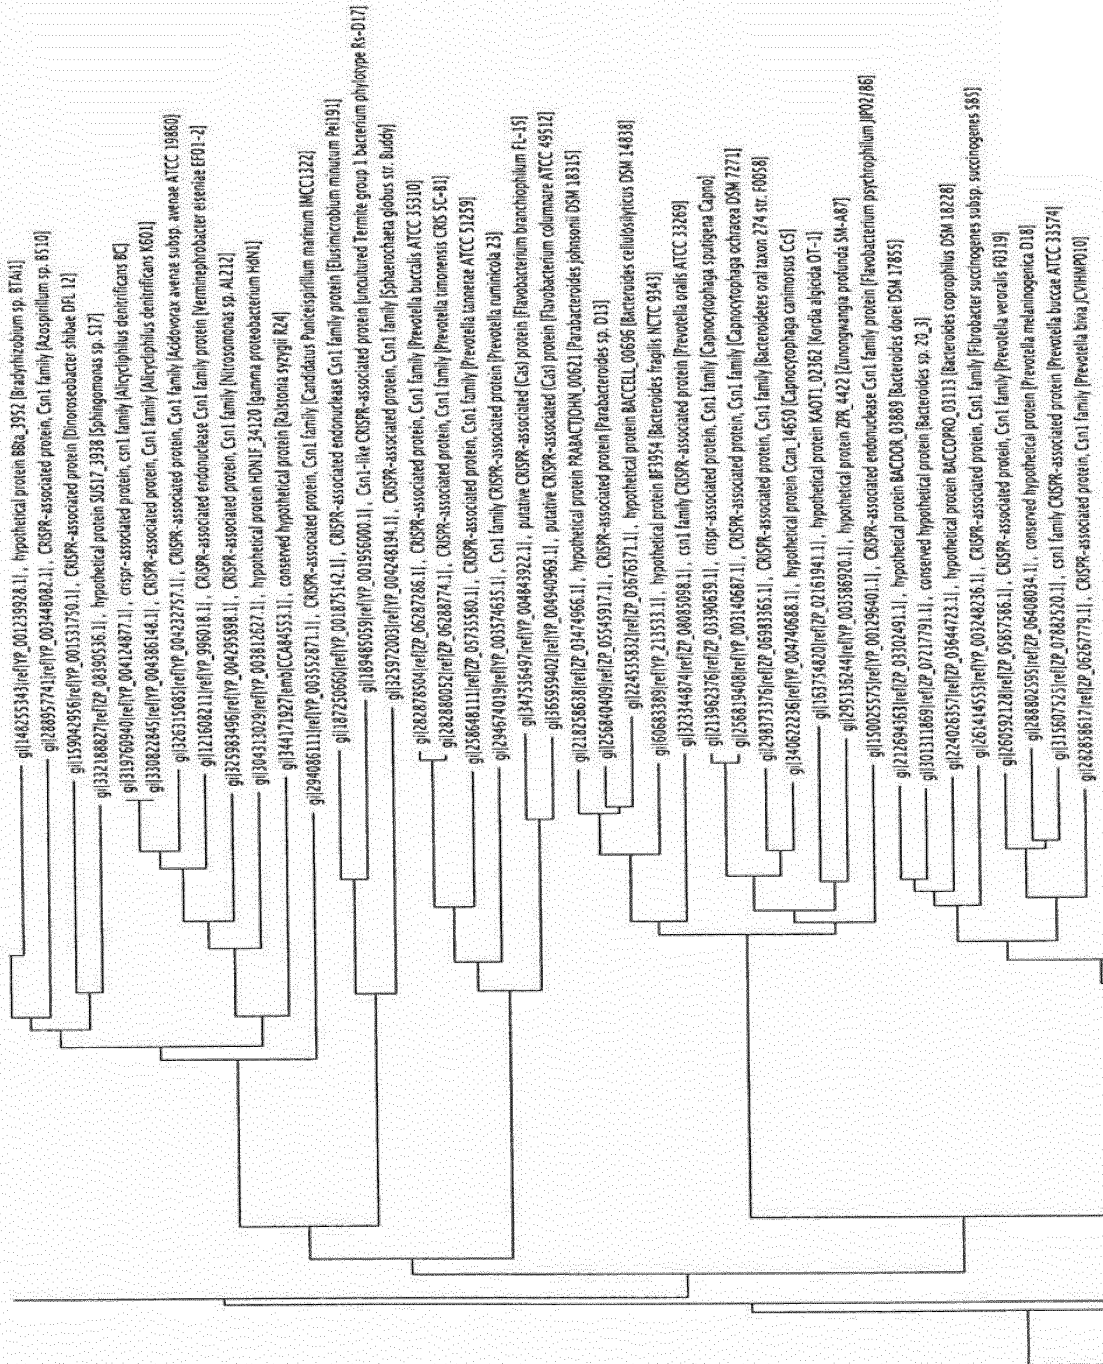 gi|148255343|ref|YP_001239928.1|, hypothetical protein BBta_3952 [Bradyrhizobium sp. BTAi1]
gi|288957741|ref|YP_003448082.1|, CRISPR-associated protein, Csn1 family [Azospirillum sp. B510]
gi|159042956|ref|YP_001531750.1|, CRISPR-associated protein [Dinoroseobacter shibae DFL 12]
gi|332188827|ref|ZP_08390536.1|, hypothetical protein SUS17_3938 [Sphingomonas sp. S17]
gi|319760940|ref|YP_004124877.1|, crispr-associated protein, csn1 family [Alicycliphilus denitrificans BC]
gi|330822845|ref|YP_004386148.1|, CRISPR-associated protein, Csn1 family [Alicycliphilus denitrificans K601]
gi|326315085|ref|YP_004232757.1|, CRISPR-associated protein, Csn1 family [Acidovorax avenae subsp. avenae ATCC 19860]
gi|121608211|ref|YP_996018.1|, CRISPR-associated endonuclease Csn1 family protein [Verminephrobacter eiseniae EF01-2]
gi|325983496|ref|YP_004295898.1|, CRISPR-associated protein, Csn1 family [Nitrosomonas sp. AL212]
gi|304313029|ref|YP_003812627.1|, hypothetical protein HDN1F_34120 [gamma proteobacterium HdN1]
gi|344171927|emb|CCA84553.1|, conserved hypothetical protein [Ralstonia syzygii R24]
gi|294086111|ref|YP_003552871.1|, CRISPR-associated protein, Csn1 family [Candidatus Puniceispirillum marinum IMCC1322]
gi|187250660|ref|YP_001875142.1|, CRISPR-associated endonuclease Csn1 family protein [Elusimicrobium minutum Pei191]
gi|189485059|ref|YP_001956000.1|, Csn1-like CRISPR-associated protein [uncultured Termite group 1 bacterium phylotype Rs-D17]
gi|325972003|ref|YP_004248194.1|, CRISPR-associated protein, Csn1 family [Sphaerochaeta globus str. Buddy]
gi|282878504|ref|ZP_06287286.1|, CRISPR-associated protein, Csn1 family [Prevotella buccalis ATCC 35310]
gi|282880052|ref|ZP_06288774.1|, CRISPR-associated protein, Csn1 family [Prevotella timonensis CRIS 5C-B1]
gi|258648111|ref|ZP_05735580.1|, CRISPR-associated protein, Csn1 family [Prevotella tannerae ATCC 51259]
gi|294674019|ref|YP_003574635.1|, Csn1 family CRISPR-associated protein [Prevotella ruminicola 23]
gi|347536497|ref|YP_004843922.1|, putative CRISPR-associated (Cas) protein [Flavobacterium branchiophilum FL-15]
gi|365959402|ref|YP_004940969.1|, putative CRISPR-associated (Cas) protein [Flavobacterium columnare ATCC 49512]
gi|218258638|ref|ZP_03474966.1|, hypothetical protein PRABACTJOHN_00621 [Parabacteroides johnsonii DSM 18315]
gi|256840409|ref|ZP_05545917.1|, CRISPR-associated protein [Parabacteroides sp. D13]
gi|224535832|ref|ZP_03676371.1|, hypothetical protein BACCELL_00696 [Bacteroides cellulosilyticus DSM 14838]
gi|60683389|ref|YP_213533.1|, hypothetical protein BF3954 [Bacteroides fragilis NCTC 9343]
gi|323344874|ref|ZP_08085098.1|, csn1 family CRISPR-associated protein [Prevotella oralis ATCC 33269]
gi|213962376|ref|ZP_03390639.1|, crispr-associated protein, Csn1 family [Capnocytophaga sputigena Capno]
gi|256819408|ref|YP_003140687.1|, CRISPR-associated protein, Csn1 family [Capnocytophaga ochracea DSM 7271]
gi|298373376|ref|ZP_06983365.1|, CRISPR-associated protein, Csn1 family [Bacteroidetes oral taxon 274 str. F0058]
gi|340622236|ref|YP_004740688.1|, hypothetical protein Ccan_14650 [Capnocytophaga canimorsus Cc5]
gi|163754820|ref|ZP_02161941.1|, hypothetical protein KAOT1_02362 [Kordia algicida OT-1]
gi|295136244|ref|YP_003586920.1|, hypothetical protein ZPR_4422 [Zunongwangia profunda SM-A87]
gi|150025575|ref|YP_001296401.1|, CRISPR-associated endonuclease Csn1 family protein [Flavobacterium psychrophilum JIP02/86]
gi|212694363|ref|ZP_03302491.1|, hypothetical protein BACDOR_03889 [Bacteroides dorei DSM 17855]
gi|301311869|ref|ZP_07217791.1|, conserved hypothetical protein [Bacteroides sp. 20_3]
gi|224026357|ref|ZP_03644723.1|, hypothetical protein BACCOPRO_03113 [Bacteroides coprophilus DSM 18228]
gi|261414553|ref|YP_003248236.1|, CRISPR-associated protein, Csn1 family [Fibrobacter succinogenes subsp. succinogenes S85]
gi|260592128|ref|ZP_05857586.1|, CRISPR-associated protein, Csn1 family [Prevotella veroralis F0319]
gi|288802595|ref|ZP_06408034.1|, conserved hypothetical protein [Prevotella melaninogenica D18]
gi|315607525|ref|ZP_07882520.1|, csn1 family CRISPR-associated protein [Prevotella buccae ATCC 33574]
gi|282858617|ref|ZP_06267779.1|, CRISPR-associated protein, Csn1 family [Prevotella bivia JCVIHMP010]